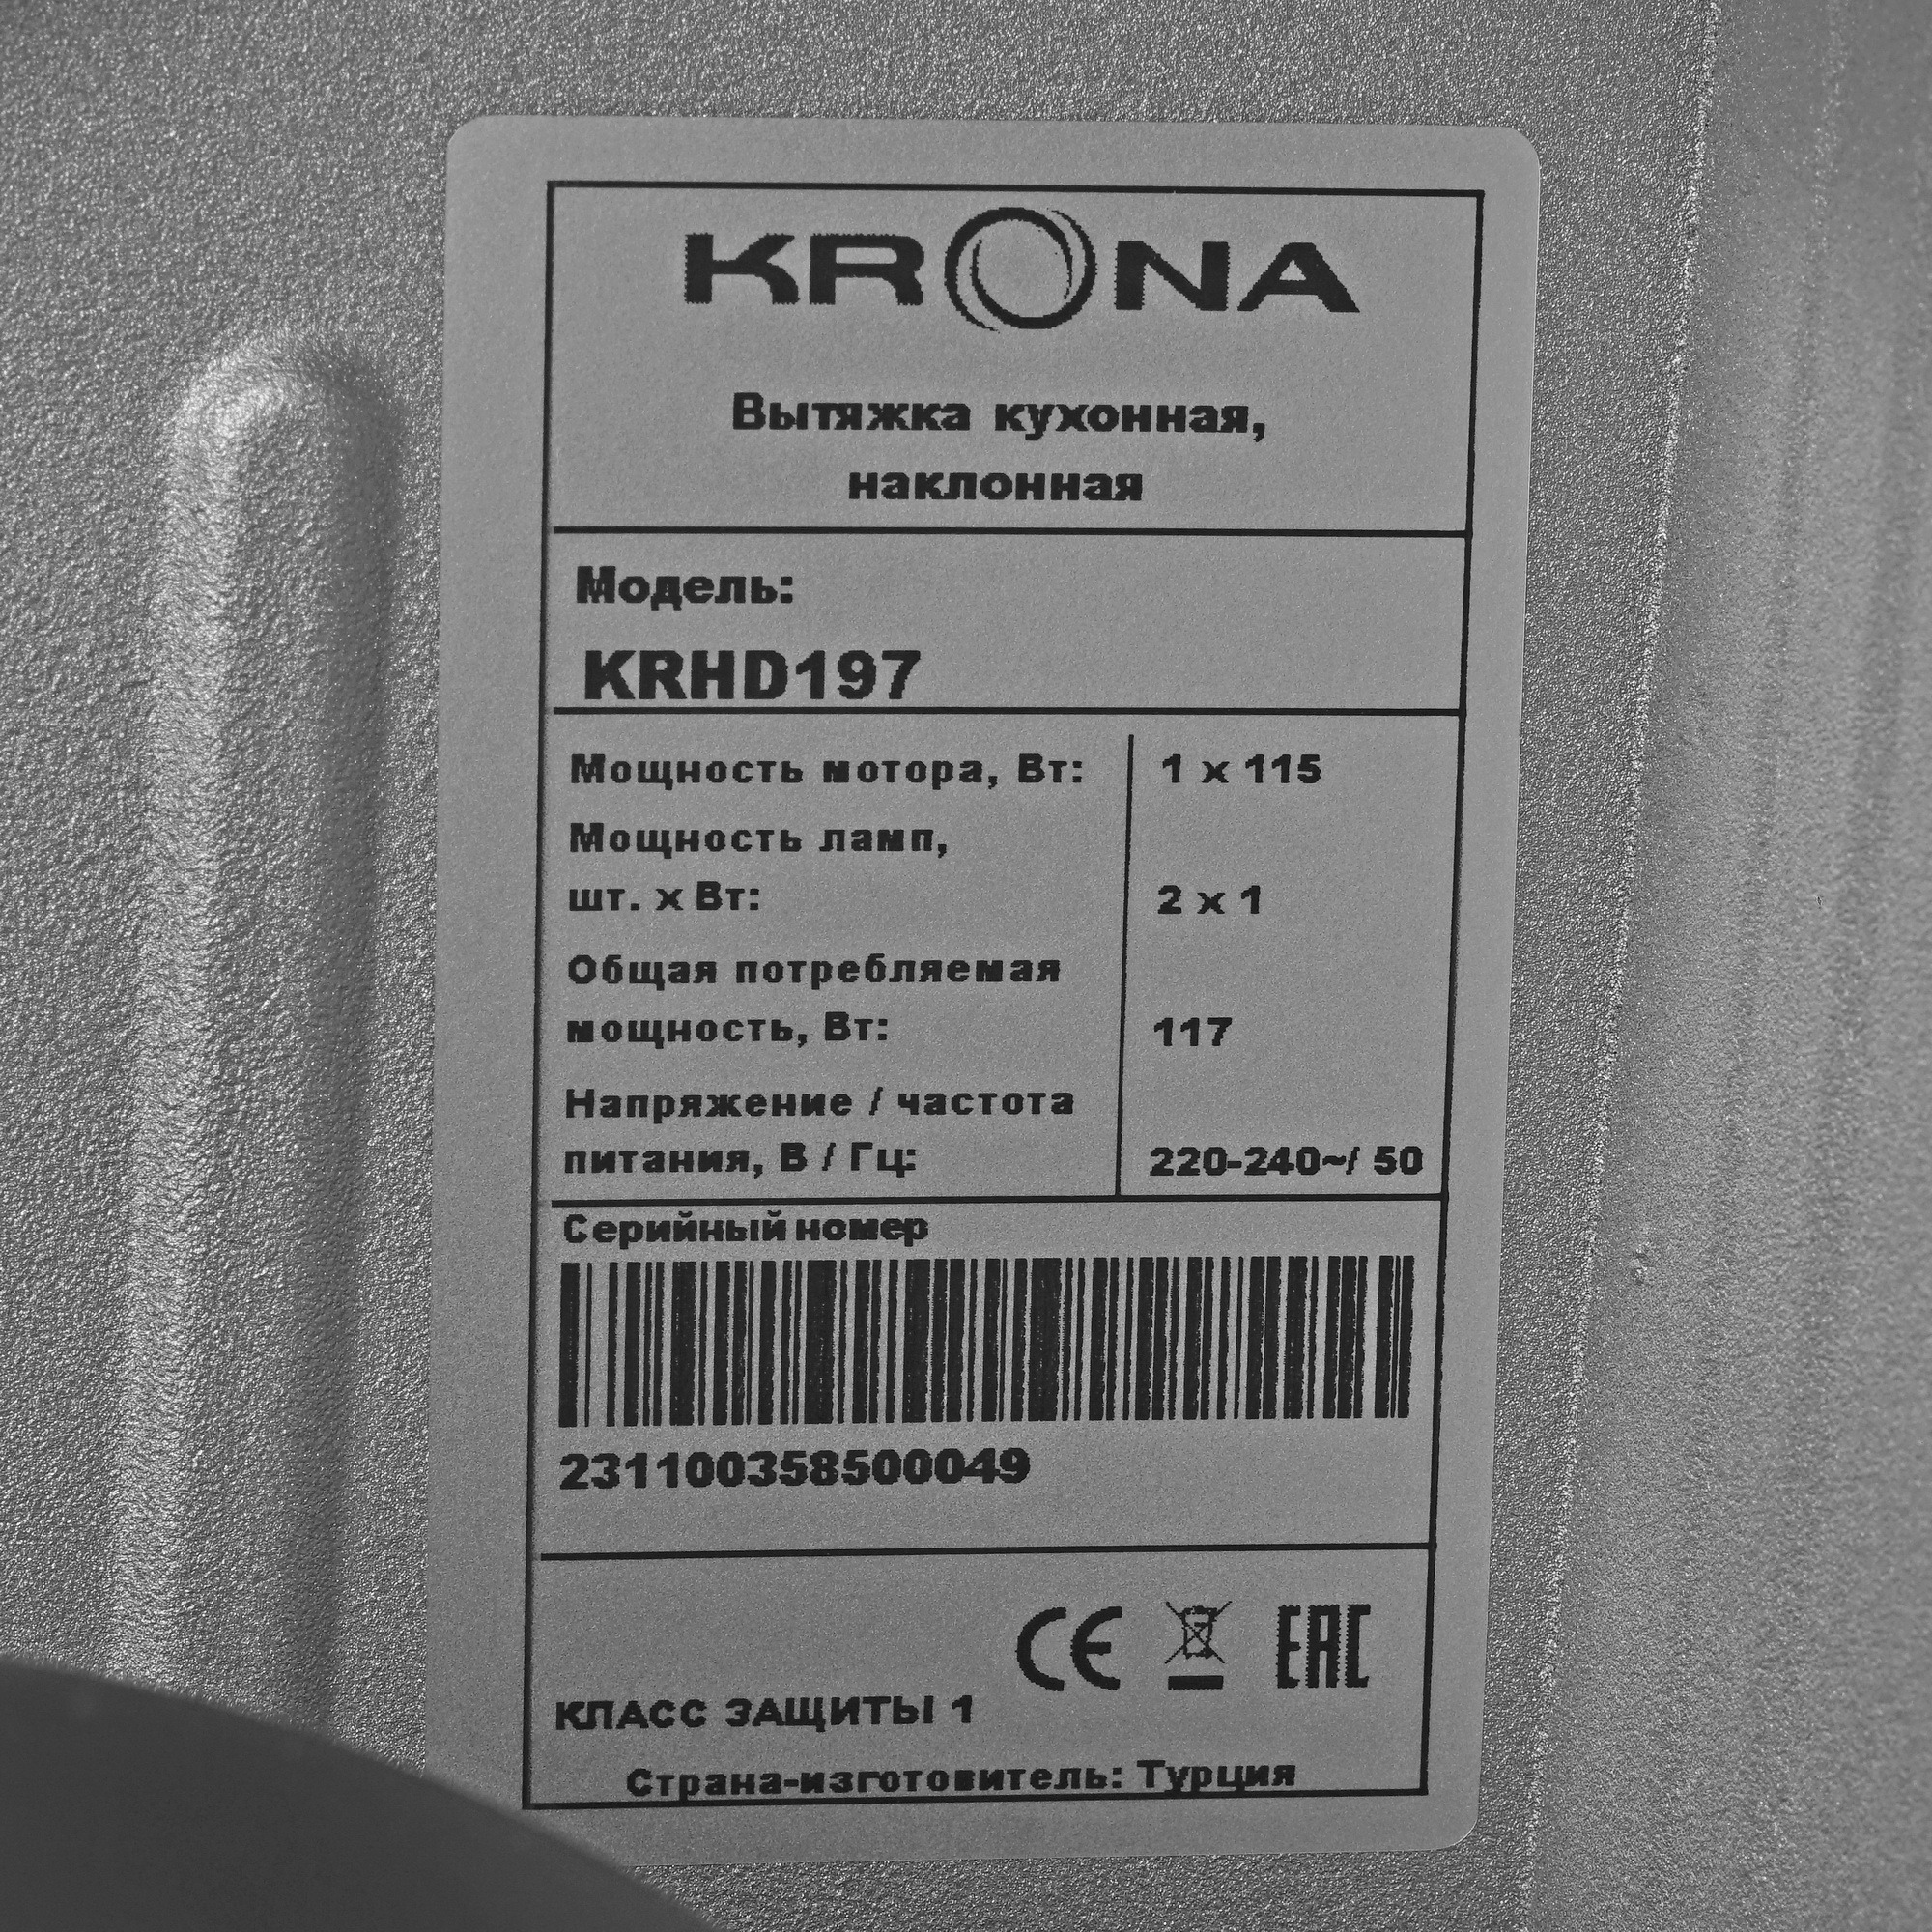 KRONA
Вытяжка кухонная,
наклонная
Модель:
KRHD197
Мощность мотора, Вт: 1 x 115
Мощность ламп,
шт. х Вт: 2 x 1
Общая потребляемая
мощность, Вт: 117
Напряжение / частота
питания, В / Гц: 220-240~/ 50
Серийный номер
231100358500049
CE EAC
КЛАСС ЗАЩИТЫ 1
Страна-изготовитель: Турция